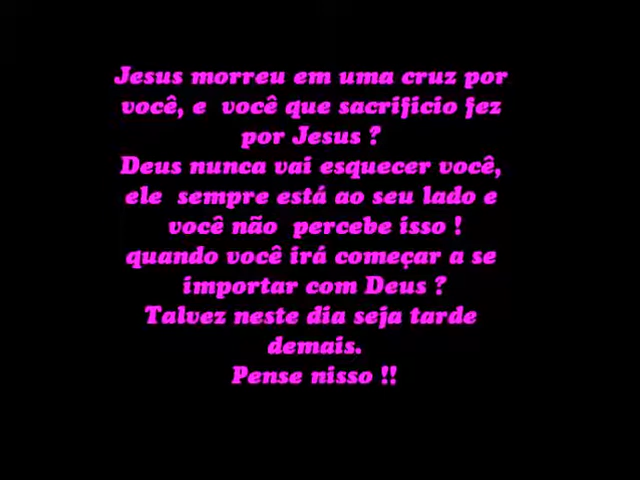 Jesus morreu em uma cruz por
você, e você que sacrificio fez
por Jesus ?
Deus nunca vai esquecer você,
ele sempre está ao seu lado e
você não percebe isso !
quando você irá começar a se
importar com Deus ?
Talvez neste dia seja tarde
demais.
Pense nisso !!